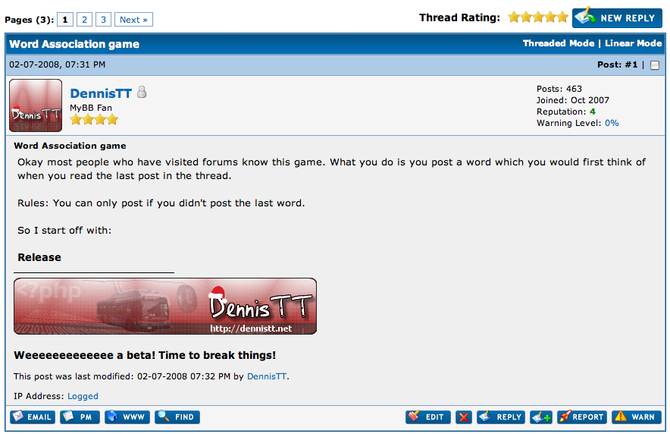 Pages (3): 1 2 3 Next »
Thread Rating:
NEW REPLY
Word Association game
Threaded Mode | Linear Mode
02-07-2008, 07:31 PM
Post: #1 |
DennisTT
DennisTT
MyBB Fan
Posts: 463
Joined: Oct 2007
Reputation: 4
Warning Level: 0%
Word Association game
Okay most people who have visited forums know this game. What you do is you post a word which you would first think of
when you read the last post in the thread.
Rules: You can only post if you didn't post the last word.
So I start off with:
Release
<?php
DennisTT
http://dennistt.net
Weeeeeeeeeeeee a beta! Time to break things!
This post was last modified: 02-07-2008 07:32 PM by DennisTT.
IP Address: Logged
EMAIL PM WWW FIND
EDIT REPLY REPORT WARN